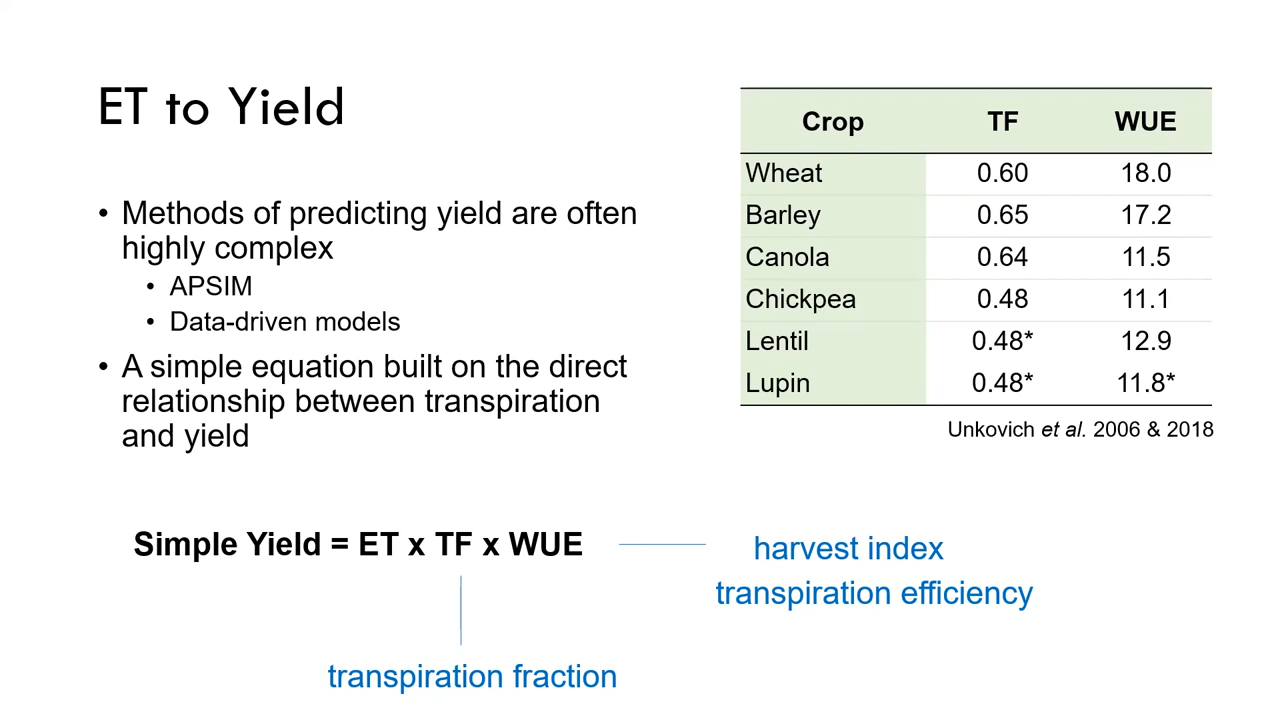 ET to Yield
• Methods of predicting yield are often
highly complex
• APSIM
• Data-driven models
• A simple equation built on the direct
relationship between transpiration
and yield
Crop TF WUE
Wheat 0.60 18.0
Barley 0.65 17.2
Canola 0.64 11.5
Chickpea 0.48 11.1
Lentil 0.48* 12.9
Lupin 0.48* 11.8*
Unkovich et al. 2006 & 2018
Simple Yield = ET x TF x WUE
harvest index
transpiration efficiency
transpiration fraction